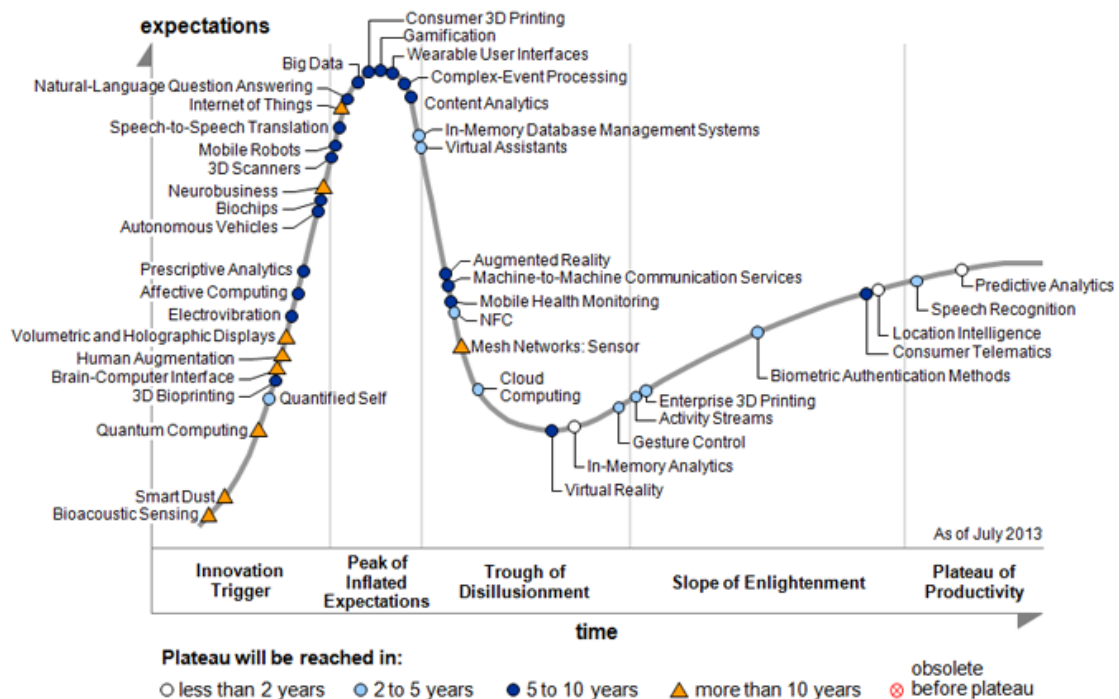 expectations
Consumer 3D Printing
Gamification
Wearable User Interfaces
Big Data
Complex-Event Processing
Natural-Language Question Answering
Internet of Things
Content Analytics
Speech-to-Speech Translation
In-Memory Database Management Systems
Mobile Robots
Virtual Assistants
3D Scanners
Neurobusiness
Biochips
Autonomous Vehicles
Augmented Reality
Prescriptive Analytics
Machine-to-Machine Communication Services
Affective Computing
Mobile Health Monitoring
Electrovibration
NFC
Volumetric and Holographic Displays
Mesh Networks: Sensor
Human Augmentation
Brain-Computer Interface
3D Bioprinting
Quantified Self
Cloud
Computing
Quantum Computing
Smart Dust
Bioacoustic Sensing
Predictive Analytics
Speech Recognition
Location Intelligence
Consumer Telematics
Biometric Authentication Methods
Enterprise 3D Printing
Activity Streams
Gesture Control
In-Memory Analytics
Virtual Reality
As of July 2013
Innovation
Trigger
Peak of
Inflated
Expectations
Trough of
Disillusionment
Slope of Enlightenment
Plateau of
Productivity
time
Plateau will be reached in:
less than 2 years
2 to 5 years
5 to 10 years
more than 10 years
obsolete
before plateau